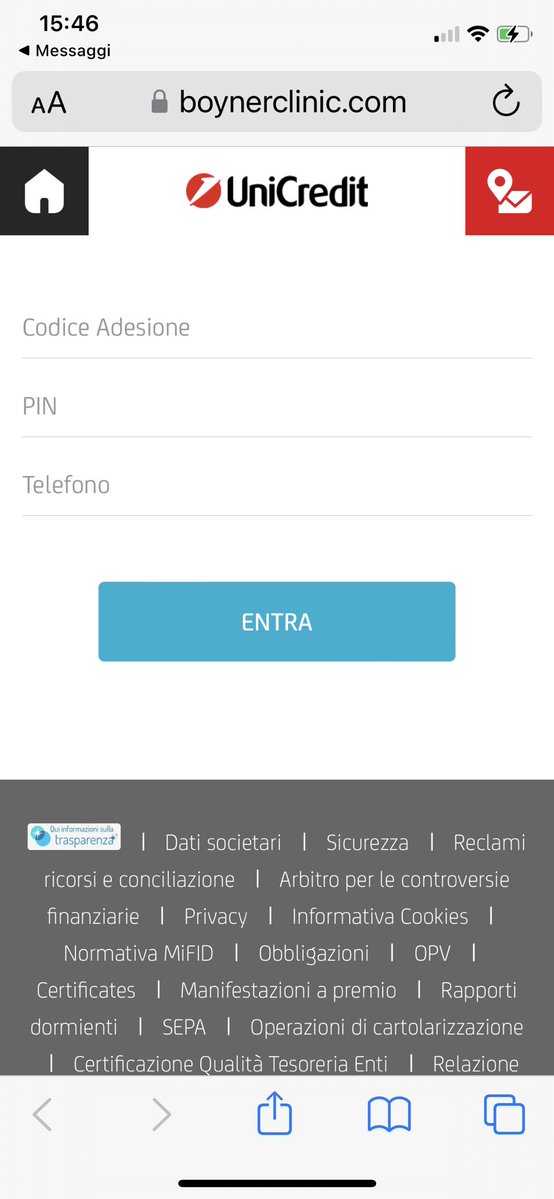 15:46
◀ Messaggi
AA boynerclinic.com
UniCredit
Codice Adesione
PIN
Telefono
ENTRA
Qui informazioni sulla
trasparenza | Dati societari | Sicurezza | Reclami
ricorsi e conciliazione | Arbitro per le controversie
finanziarie | Privacy | Informativa Cookies |
Normativa MiFID | Obbligazioni | OPV |
Certificates | Manifestazioni a premio | Rapporti
dormienti | SEPA | Operazioni di cartolarizzazione
| Certificazione Qualità Tesoreria Enti | Relazione